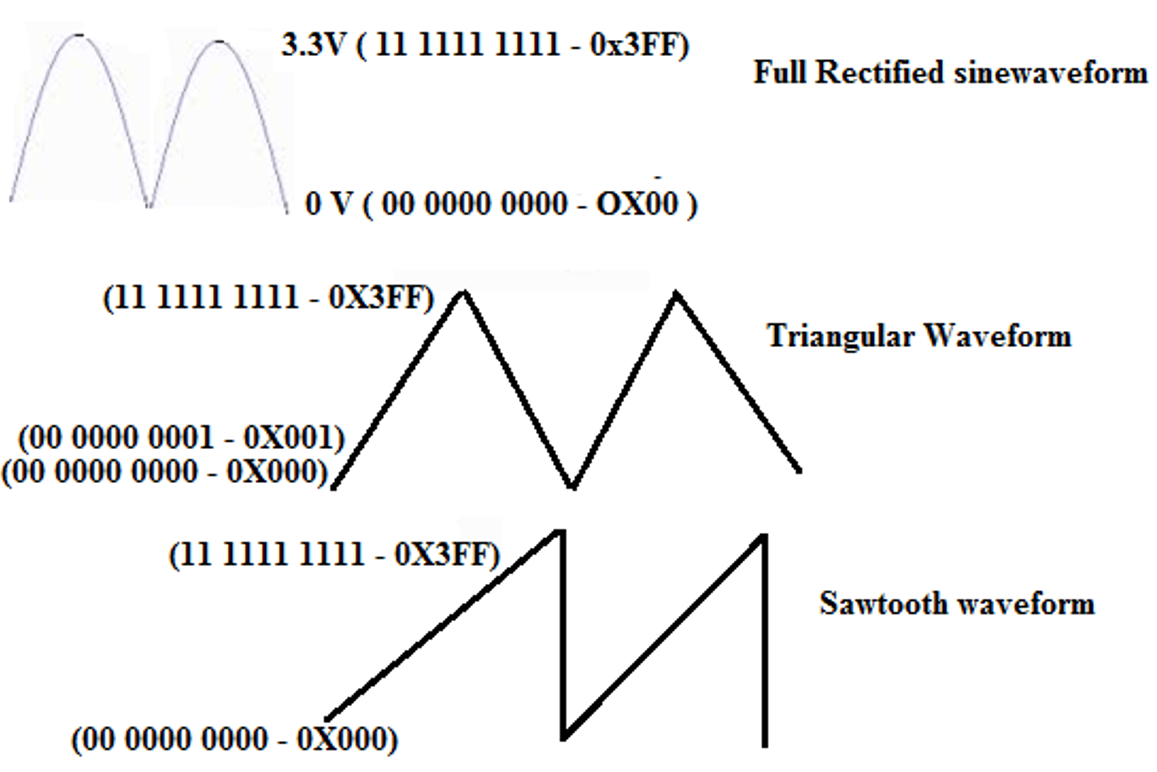 3.3V ( 11 1111 1111 - 0x3FF)
Full Rectified sinewaveform
0 V ( 00 0000 0000 - OX00 )
(11 1111 1111 - 0X3FF)
Triangular Waveform
(00 0000 0001 - 0X001)
(00 0000 0000 - 0X000)
(11 1111 1111 - 0X3FF)
Sawtooth waveform
(00 0000 0000 - 0X000)